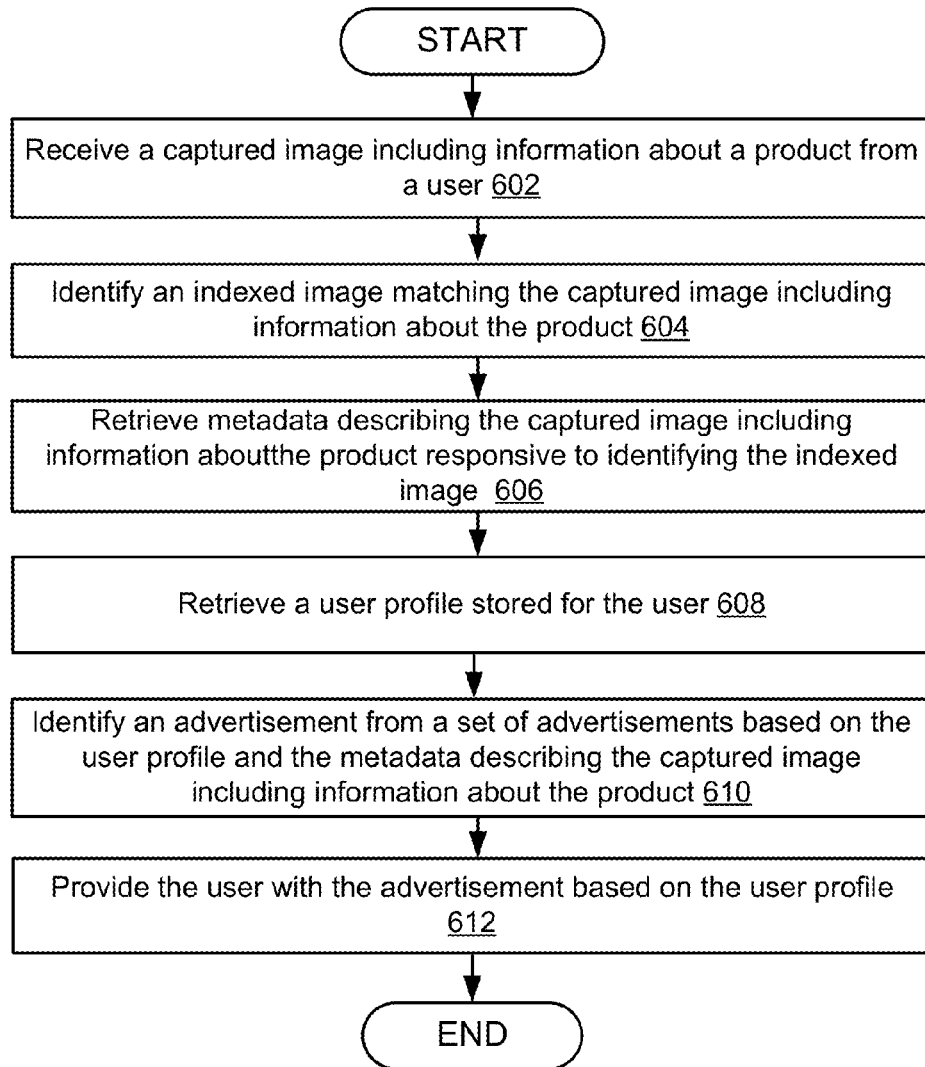 START
Receive a captured image including information about a product from
a user 602
Identify an indexed image matching the captured image including
information about the product 604
Retrieve metadata describing the captured image including
information aboutthe product responsive to identifying the indexed
image 606
Retrieve a user profile stored for the user 608
Identify an advertisement from a set of advertisements based on the
user profile and the metadata describing the captured image
including information about the product 610
Provide the user with the advertisement based on the user profile
612
END